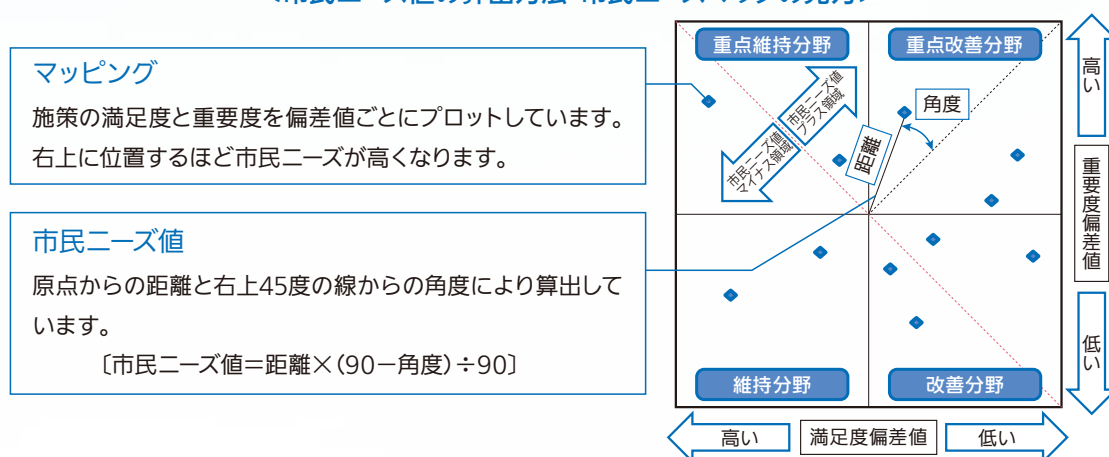 マッピング
施策の満足度と重要度を偏差値ごとにプロットしています。
右上に位置するほど市民ニーズが高くなります。
市民ニーズ値
原点からの距離と右上45度の線からの角度により算出して
います。
〔市民ニーズ値＝距離×(90－角度)÷90〕
重点維持分野
重点改善分野
市民ニーズ値
プラス領域
市民ニーズ値
マイナス領域
角度
距離
維持分野
改善分野
高い
重要度偏差値
低い
高い
満足度偏差値
低い